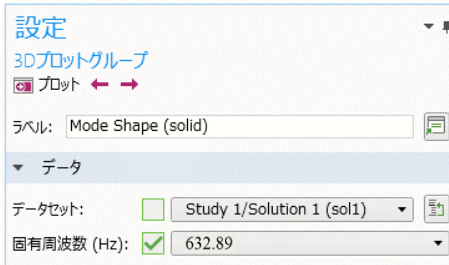 設定
3Dプロットグループ
プロット
ラベル: Mode Shape (solid)
データ
データセット: Study 1/Solution 1 (sol1)
固有周波数 (Hz): 632.89